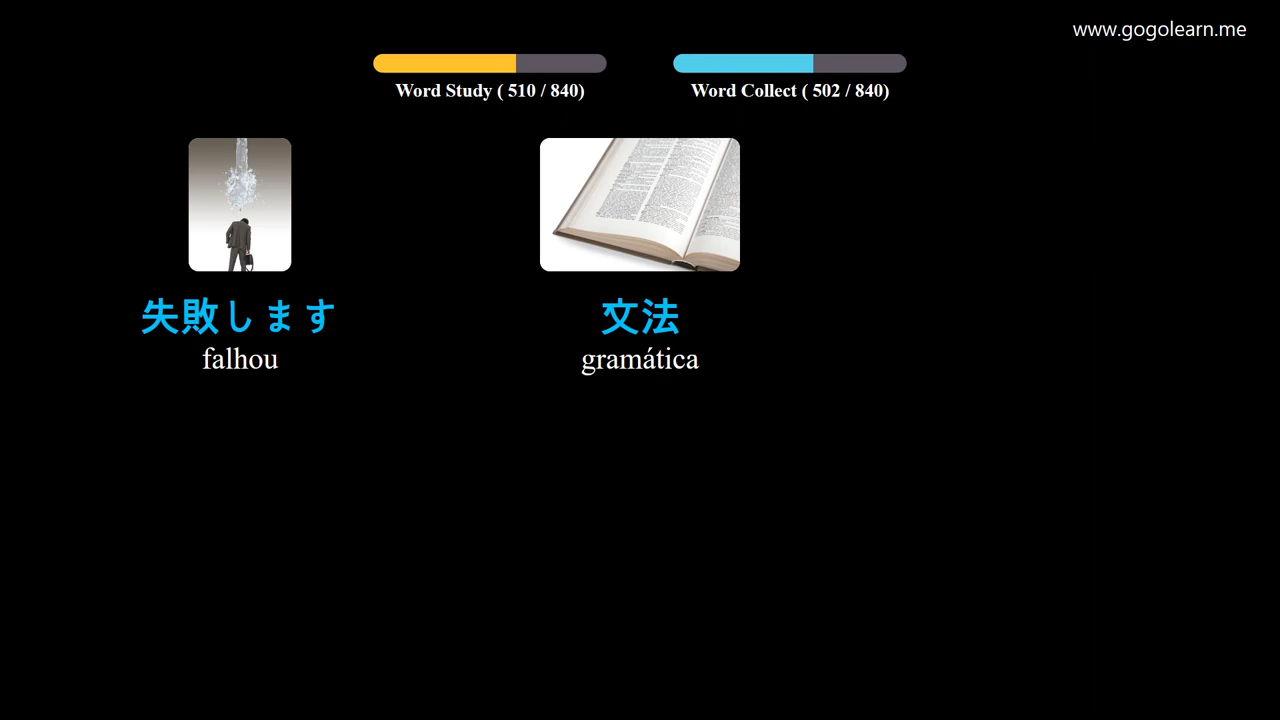 www.gogolearn.me
Word Study ( 510 / 840)
Word Collect ( 502 / 840)
失敗します
falhou
文法
gramática